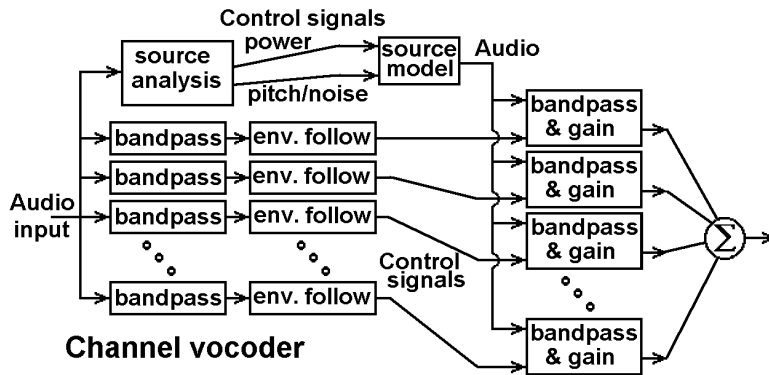 Control signals
power
source
analysis
source
model
Audio
pitch/noise
bandpass
& gain
bandpass
env. follow
bandpass
env. follow
bandpass
& gain
Audio
input
bandpass
env. follow
bandpass
& gain
Σ
Control
signals
bandpass
env. follow
bandpass
& gain
Channel vocoder